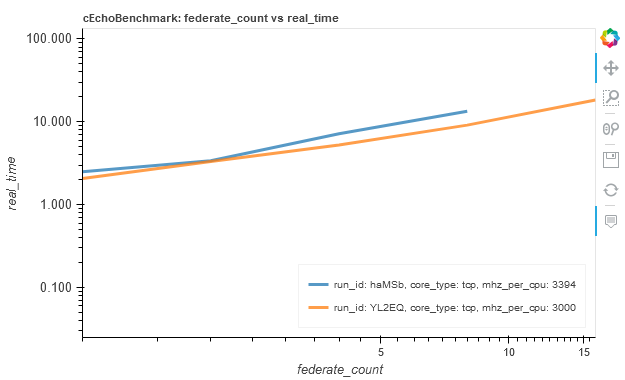 cEchoBenchmark: federate_count vs real_time
100.000
10.000
1.000
0.100
real_time
run_id: haMSb, core_type: tcp, mhz_per_cpu: 3394
run_id: YL2EQ, core_type: tcp, mhz_per_cpu: 3000
5
10
15
federate_count